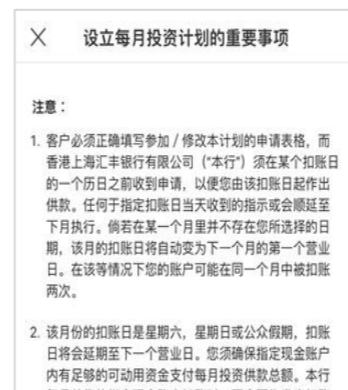 设立每月投资计划的重要事项
注意：
1. 客户必须正确填写参加 / 修改本计划的申请表格，而
香港上海汇丰银行有限公司（"本行"）须在某个扣账日
的一个历日之前收到申请，以便您由该扣账日起作出
供款。任何于指定扣账日当天收到的指示或会顺延至
下月执行。倘若在某一个月里并不存在您所选择的日
期，该月的扣账日将自动变为下一个月的第一个营业
日。在该等情况下您的账户可能在同一个月中被扣账
两次。
2. 该月份的扣账日是星期六，星期日或公众假期，扣账
日将会延期至下一个营业日。您须确保指定现金账户
内有足够的可动用资金支付每月投资供款总额。本行